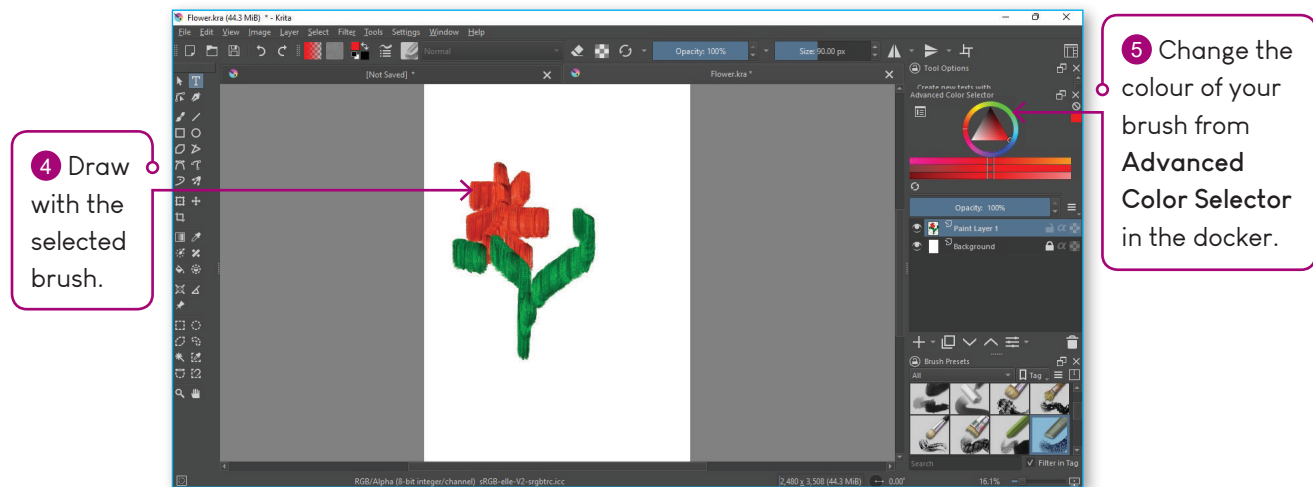 Flower.kra (44.3 MiB) * - Krita
File Edit View Image Layer Select Filter Tools Settings Window Help
Normal
Opacity: 100%
Size: 90.00 px
[Not Saved] *
Flower.kra *
Tool Options
Create new texts with
Advanced Color Selector
Opacity: 100%
Paint Layer 1
Background
Brush Presets
All
Tag
Search
Filter in Tag
RGB/Alpha (8-bit integer/channel) sRGB-elle-V2-srgbtrc.icc
2,480 x 3,508 (44.3 MiB)
0.00°
16.1%
4 Draw
with the
selected
brush.
5 Change the
colour of your
brush from
Advanced
Color Selector
in the docker.